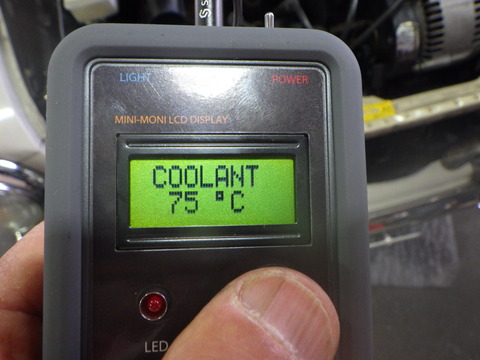 LIGHT
POWER
MINI-MONI LCD DISPLAY
COOLANT
75 °C
LED